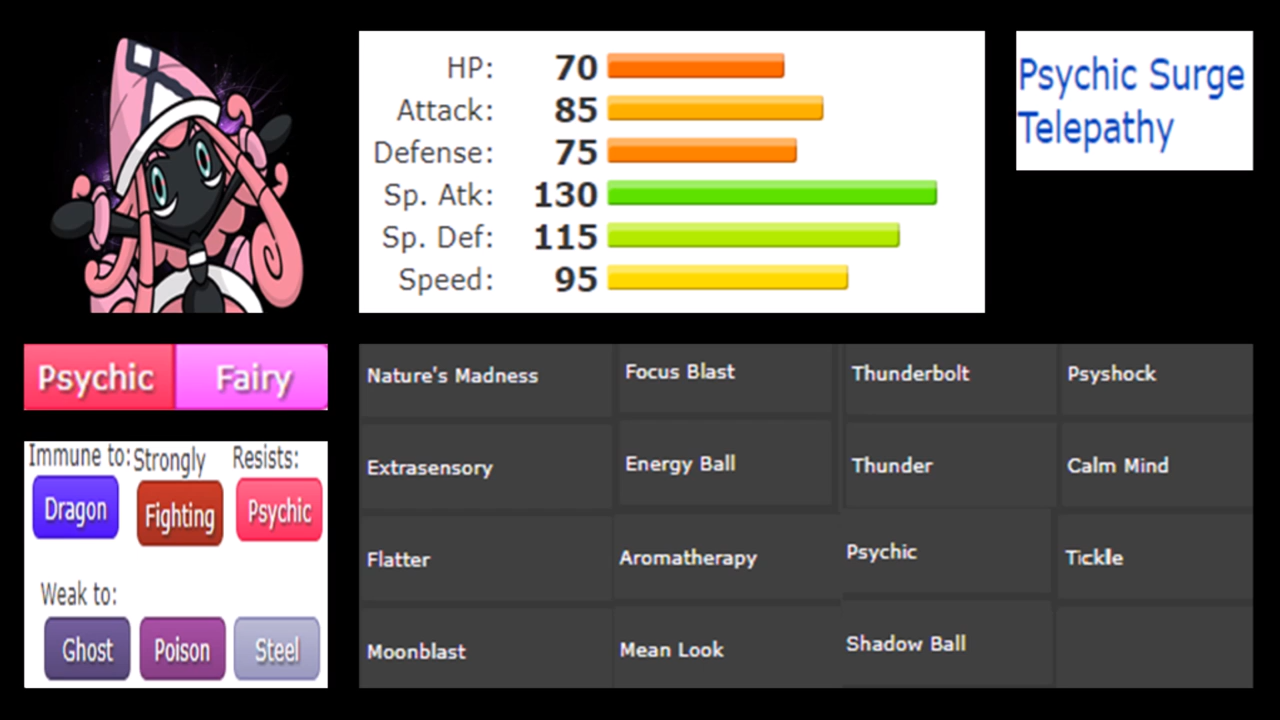 HP: 70
Attack: 85
Defense: 75
Sp. Atk: 130
Sp. Def: 115
Speed: 95
Psychic Surge
Telepathy
Psychic Fairy
Immune to: Strongly Resists:
Dragon Fighting Psychic
Weak to:
Ghost Poison Steel
Nature's Madness Focus Blast Thunderbolt Psyshock
Extrasensory Energy Ball Thunder Calm Mind
Flatter Aromatherapy Psychic Tickle
Moonblast Mean Look Shadow Ball